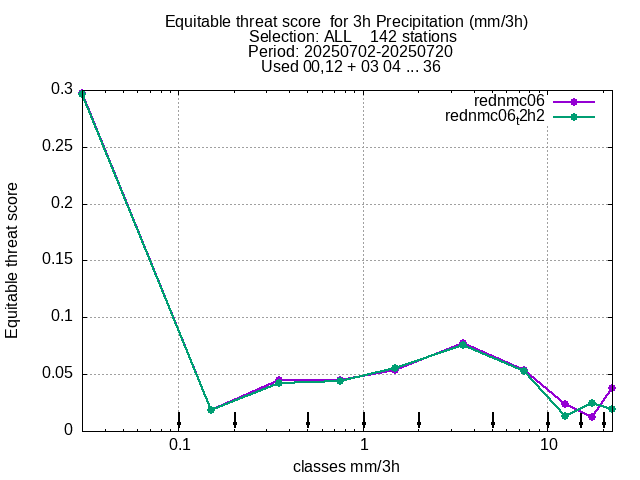 Equitable threat score  for 3h Precipitation (mm/3h)
Selection: ALL    142 stations
Period: 20250702-20250720
Used 00,12 + 03 04 ... 36
rednmc06
rednmc06t2h2
0.3
0.25
0.2
0.15
0.1
0.05
0
Equitable threat score
0.1
1
10
classes mm/3h